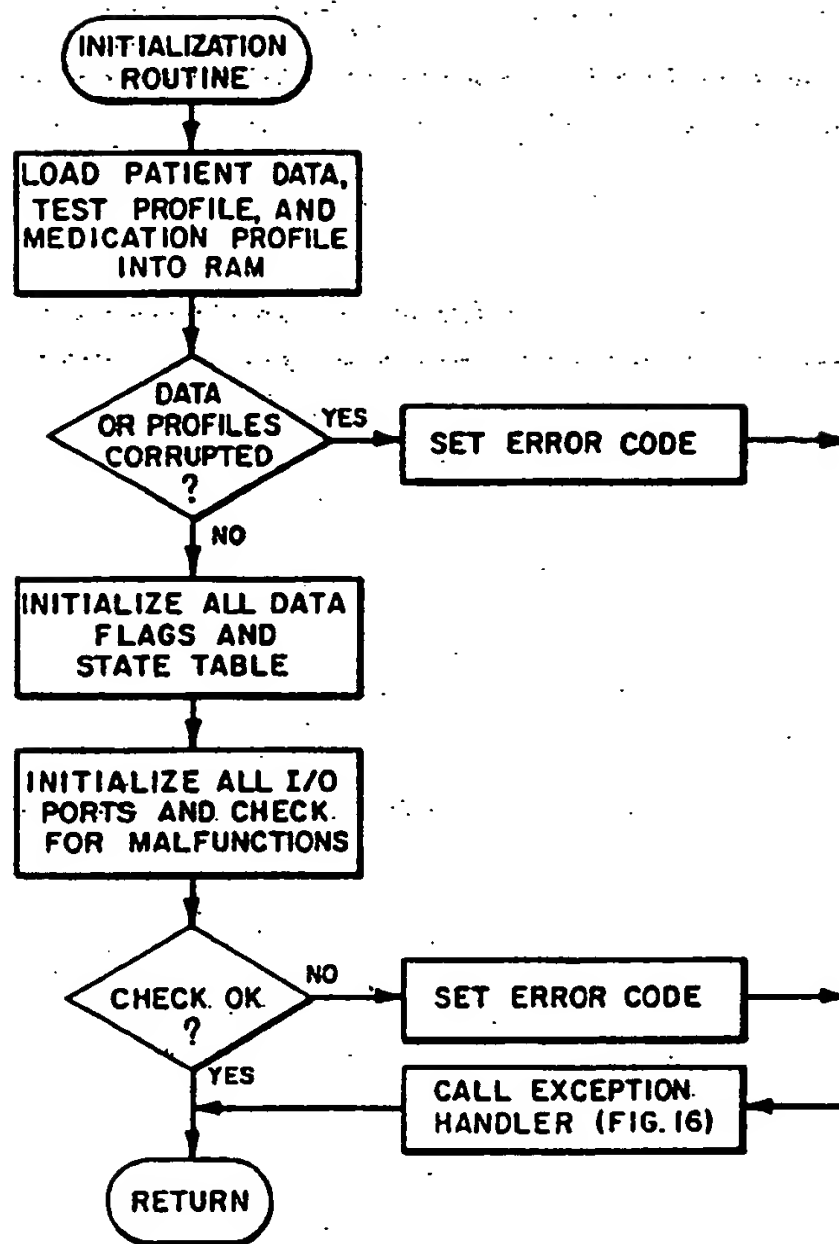 INITIALIZATION
ROUTINE
LOAD PATIENT DATA,
TEST PROFILE, AND
MEDICATION PROFILE
INTO RAM
DATA
OR PROFILES
CORRUPTED
?
YES
SET ERROR CODE
NO
INITIALIZE ALL DATA
FLAGS AND
STATE TABLE
INITIALIZE ALL I/O
PORTS AND CHECK
FOR MALFUNCTIONS
CHECK OK
?
NO
SET ERROR CODE
YES
CALL EXCEPTION
HANDLER (FIG. 16)
RETURN